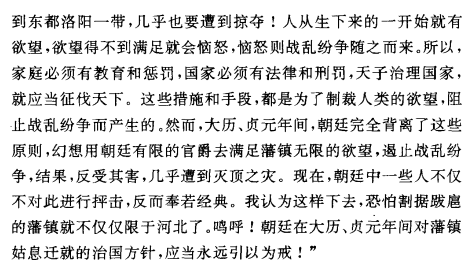 到东都洛阳一带,几乎也要遭到掠夺!人从生下来的一开始就有
欲望,欲望得不到满足就会恼怒,恼怒则战乱纷争随之而来。所以,
家庭必须有教育和惩罚,国家必须有法律和刑罚,天子治理国家,
就应当征伐天下。这些措施和手段,都是为了制裁人类的欲望,阻
止战乱纷争而产生的。然而,大历、贞元年间,朝廷完全背离了这些
原则,幻想用朝廷有限的官爵去满足藩镇无限的欲望,遏止战乱纷
争,结果,反受其害,几乎遭到灭顶之灾。现在,朝廷中一些人不仅
不对此进行抨击,反而奉若经典。我认为这样下去,恐怕割据跋扈
的藩镇就不仅仅限于河北了。呜呼!朝廷在大历、贞元年间对藩镇
姑息迁就的治国方针,应当永远引以为戒!”